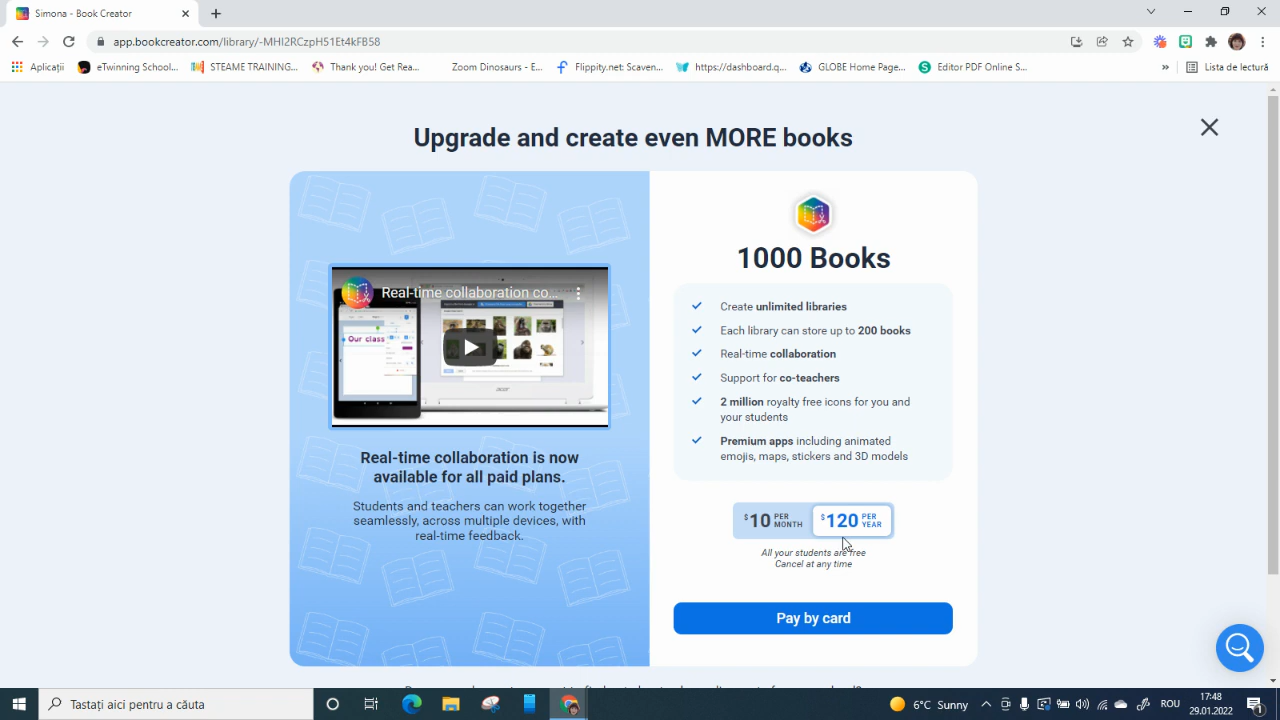 Simona - Book Creator
app.bookcreator.com/library/-MHI2RCzpH51Et4kFB58
Aplicații
eTwinning School...
STEAME TRAINING...
Thank you! Get Rea...
Zoom Dinosaurs - E...
Flippity.net: Scaven...
https://dashboard.q...
GLOBE Home Page...
Editor PDF Online S...
»
Lista de lectură
Upgrade and create even MORE books
Real-time collaboration co...
Our class
acer
Real-time collaboration is now
available for all paid plans.
Students and teachers can work together
seamlessly, across multiple devices, with
real-time feedback.
1000 Books
Create unlimited libraries
Each library can store up to 200 books
Real-time collaboration
Support for co-teachers
2 million royalty free icons for you and
your students
Premium apps including animated
emojis, maps, stickers and 3D models
$10 PER MONTH
$120 PER YEAR
All your students are free
Cancel at any time
Pay by card
Tastați aici pentru a căuta
6°C Sunny
ROU
17:48
29.01.2022
1